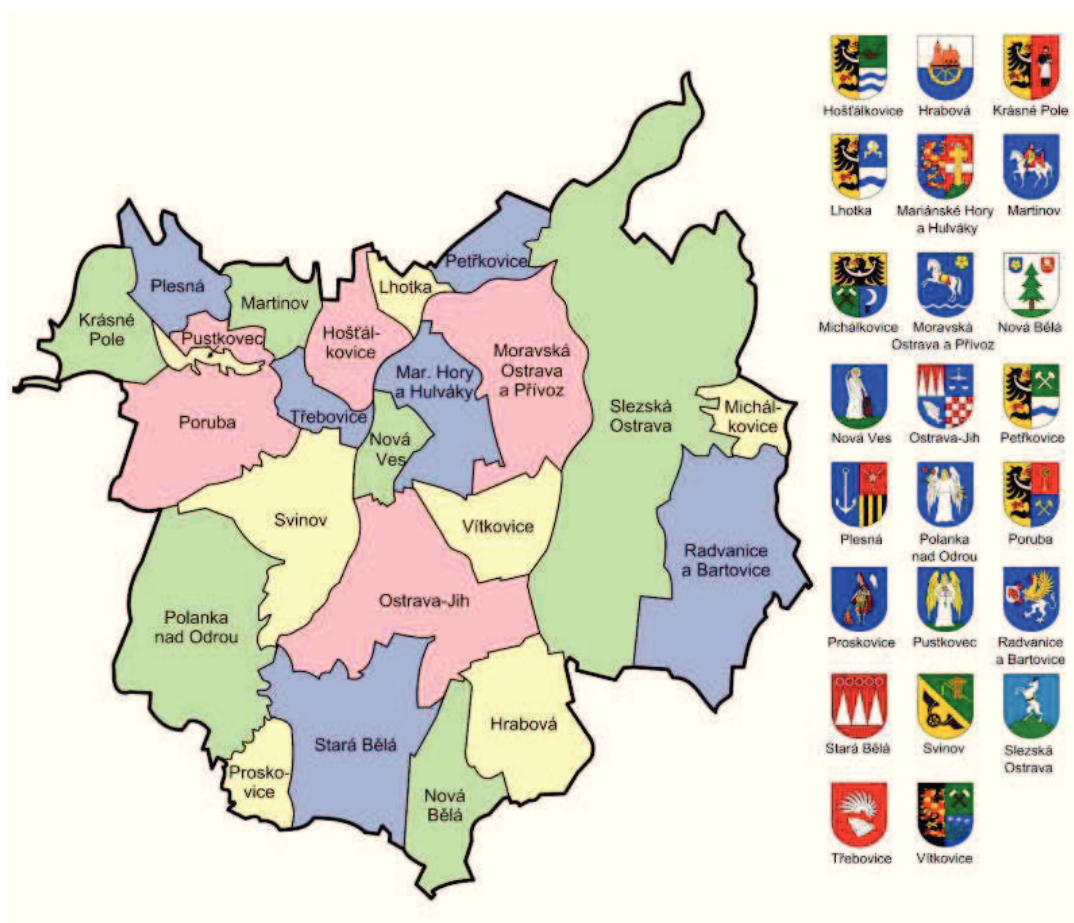 Petřkovice
Plesná
Lhotka
Martinov
Krásné
Pole
Pustkovec
Hošťál-
kovice
Moravská
Ostrava
a Přívoz
Mar. Hory
a Hulváky
Slezská
Ostrava
Michál-
kovice
Poruba
Třebovice
Nová
Ves
Svinov
Vítkovice
Radvanice
a Bartovice
Ostrava-Jih
Polanka
nad Odrou
Hrabová
Stará Bělá
Prosko-
vice
Nová
Bělá
Hošťálkovice
Hrabová
Krásné Pole
Lhotka
Mariánské Hory
a Hulváky
Martinov
Michálkovice
Moravská
Ostrava a Přívoz
Nová Bělá
Nová Ves
Ostrava-Jih
Petřkovice
Plesná
Polanka
nad Odrou
Poruba
Proskovice
Pustkovec
Radvanice
a Bartovice
Stará Bělá
Svinov
Slezská
Ostrava
Třebovice
Vítkovice